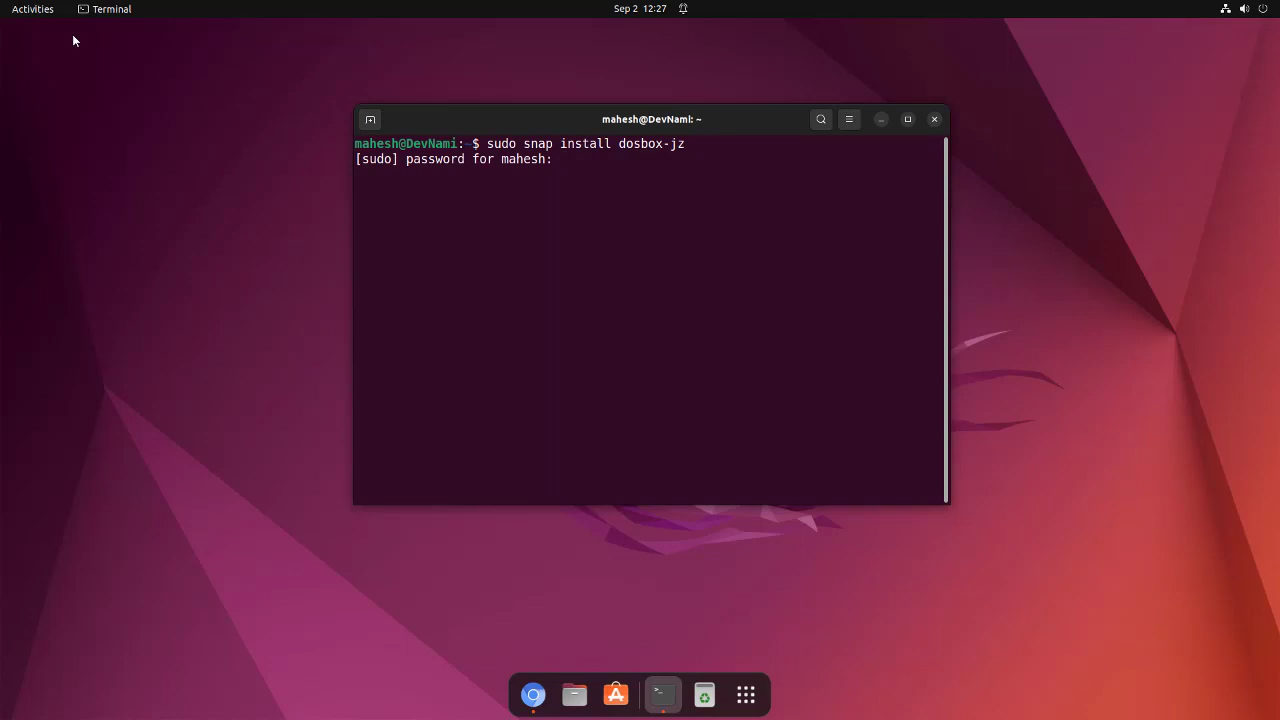 Activities
Terminal
Sep 2 12:27
mahesh@DevNami: ~
mahesh@DevNami:~$ sudo snap install dosbox-jz
[sudo] password for mahesh: